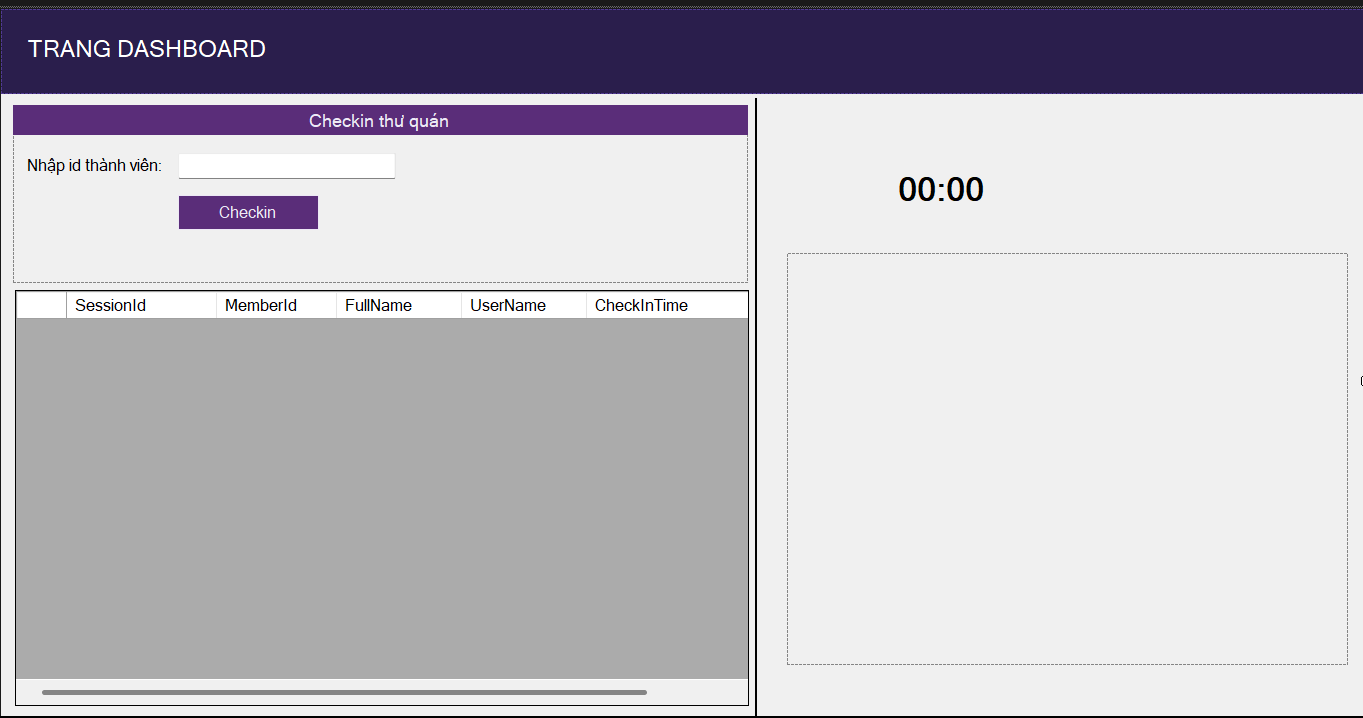 TRANG DASHBOARD
Checkin thư quán
Nhập id thành viên:
Checkin
SessionId MemberId FullName UserName CheckInTime
00:00